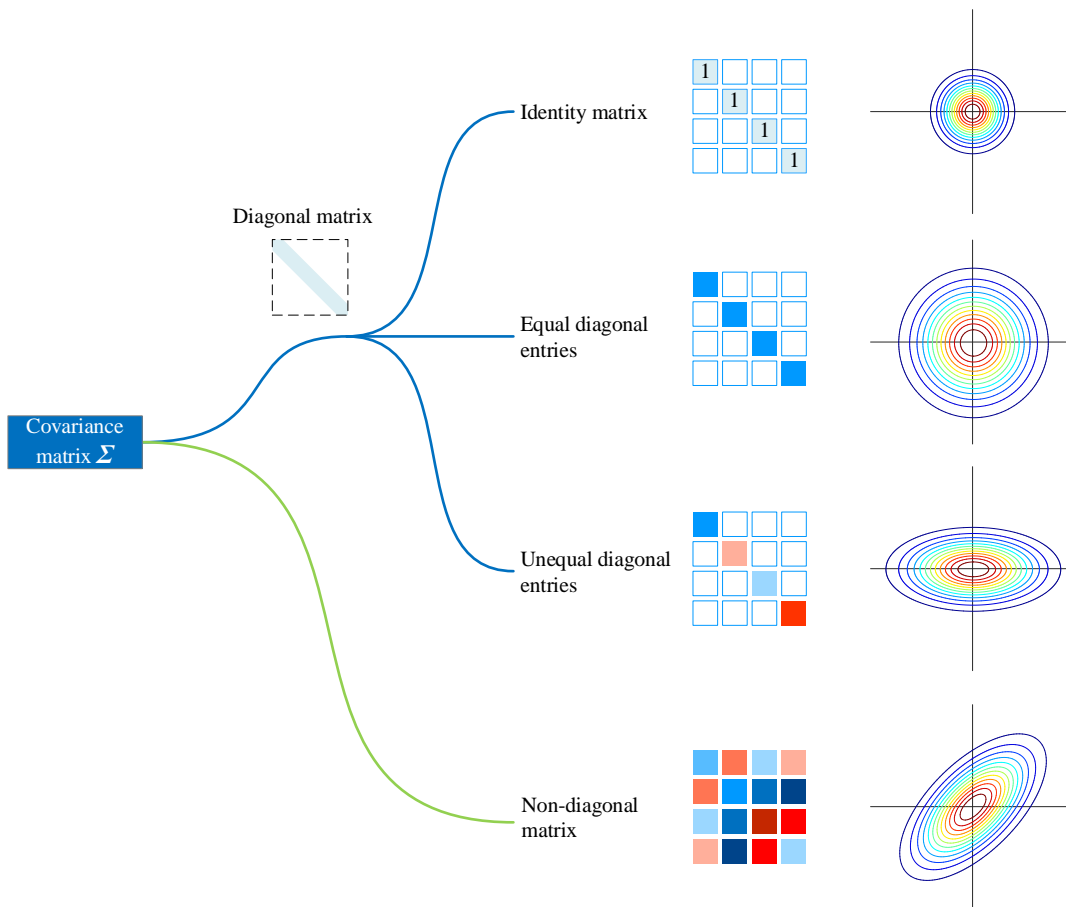 Identity matrix
1
1
1
1
Diagonal matrix
Equal diagonal
entries
Covariance
matrix Σ
Unequal diagonal
entries
Non-diagonal
matrix